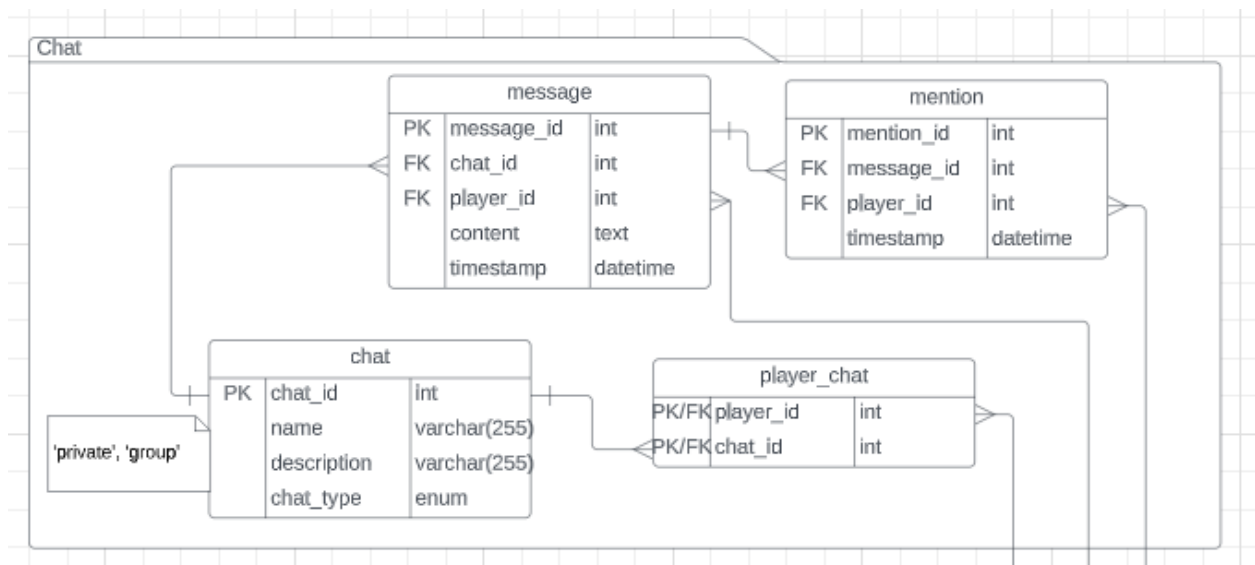 Chat
message
PK message_id int
FK chat_id int
FK player_id int
content text
timestamp datetime
mention
PK mention_id int
FK message_id int
FK player_id int
timestamp datetime
chat
PK chat_id int
name varchar(255)
description varchar(255)
chat_type enum
'private', 'group'
player_chat
PK/FK player_id int
PK/FK chat_id int